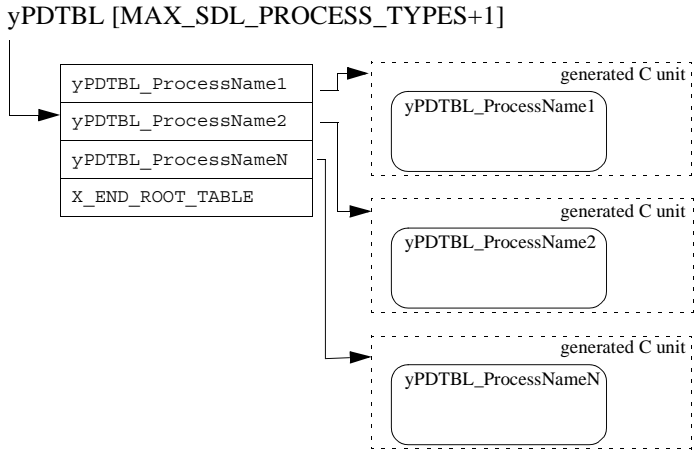 yPDTBL [MAX_SDL_PROCESS_TYPES+1]
yPDTBL_ProcessName1
yPDTBL_ProcessName2
yPDTBL_ProcessNameN
X_END_ROOT_TABLE
generated C unit
yPDTBL_ProcessName1
generated C unit
yPDTBL_ProcessName2
generated C unit
yPDTBL_ProcessNameN